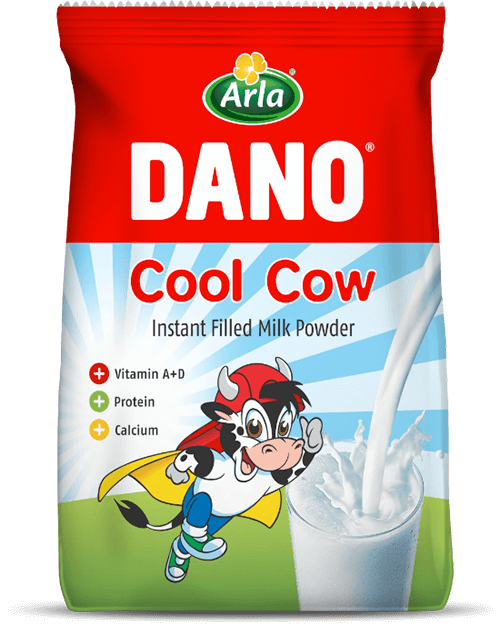 Arla®
DANO®
Cool Cow
Instant Filled Milk Powder
+ Vitamin A+D
+ Protein
+ Calcium